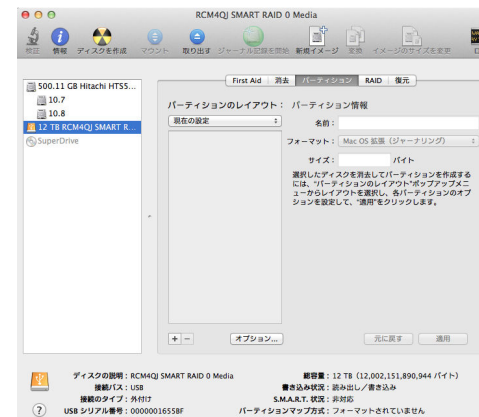 RCM4QJ SMART RAID 0 Media
検証 情報 ディスクを作成 マウント 取り出す ジャーナル記録を開始 新規イメージ 変換 イメージのサイズを変更
500.11 GB Hitachi HTS5...
10.7
10.8
12 TB RCM4QJ SMART R...
SuperDrive
First Aid 消去 パーティション RAID 復元
パーティションのレイアウト： パーティション情報
現在の設定
名前：
フォーマット： Mac OS 拡張（ジャーナリング）
サイズ： バイト
選択したディスクを消去してパーティションを作成する
には、"パーティションのレイアウト"ポップアップメニ
ューからレイアウトを選択し、各パーティションのオプ
ションを設定して、"適用"をクリックします。
+ − オプション... 元に戻す 適用
ディスクの説明：RCM4QJ SMART RAID 0 Media
接続バス：USB
接続のタイプ：外付け
USB シリアル番号：0000001655BF
総容量：12 TB（12,002,151,890,944 バイト）
書き込み状況：読み出し／書き込み
S.M.A.R.T. 状況：非対応
パーティションマップ方式：フォーマットされていません
?